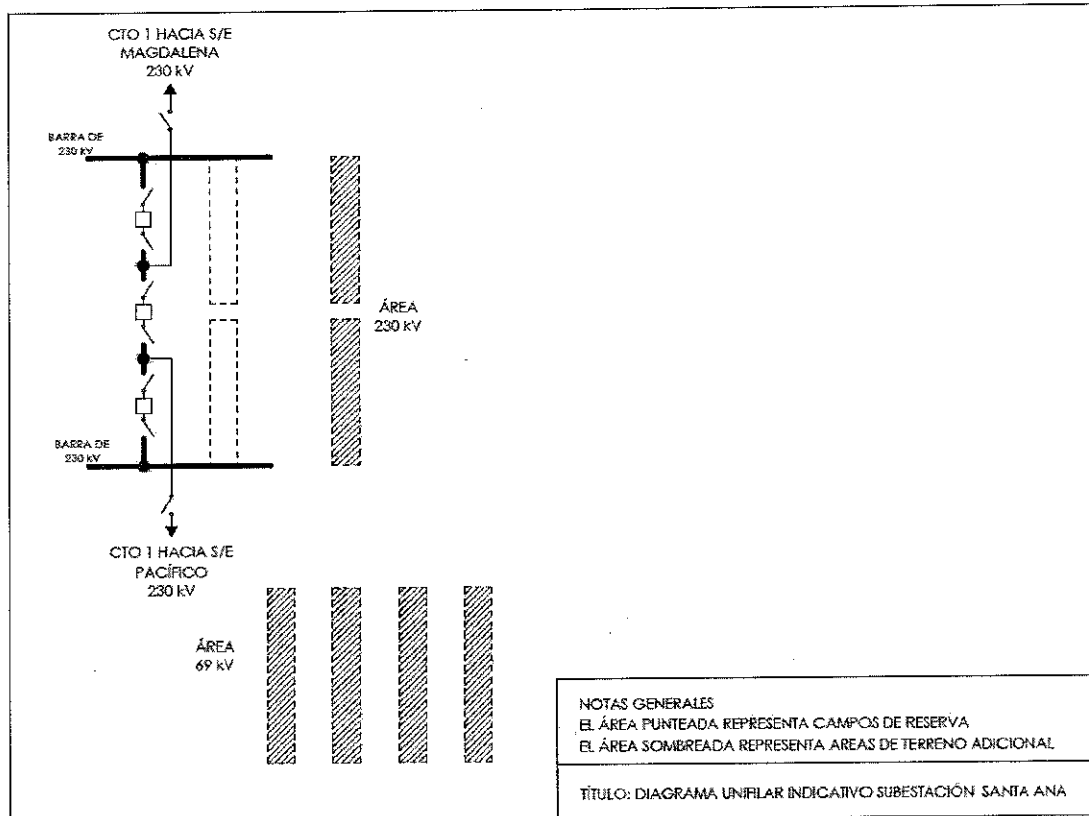 CTO 1 HACIA S/E
MAGDALENA
230 kV
BARRA DE
230 kV
ÁREA
230 kV
BARRA DE
230 kV
CTO 1 HACIA S/E
PACÍFICO
230 kV
ÁREA
69 kV
NOTAS GENERALES
EL ÁREA PUNTEADA REPRESENTA CAMPOS DE RESERVA
EL ÁREA SOMBREADA REPRESENTA AREAS DE TERRENO ADICIONAL
TÍTULO: DIAGRAMA UNIFILAR INDICATIVO SUBESTACIÓN SANTA ANA